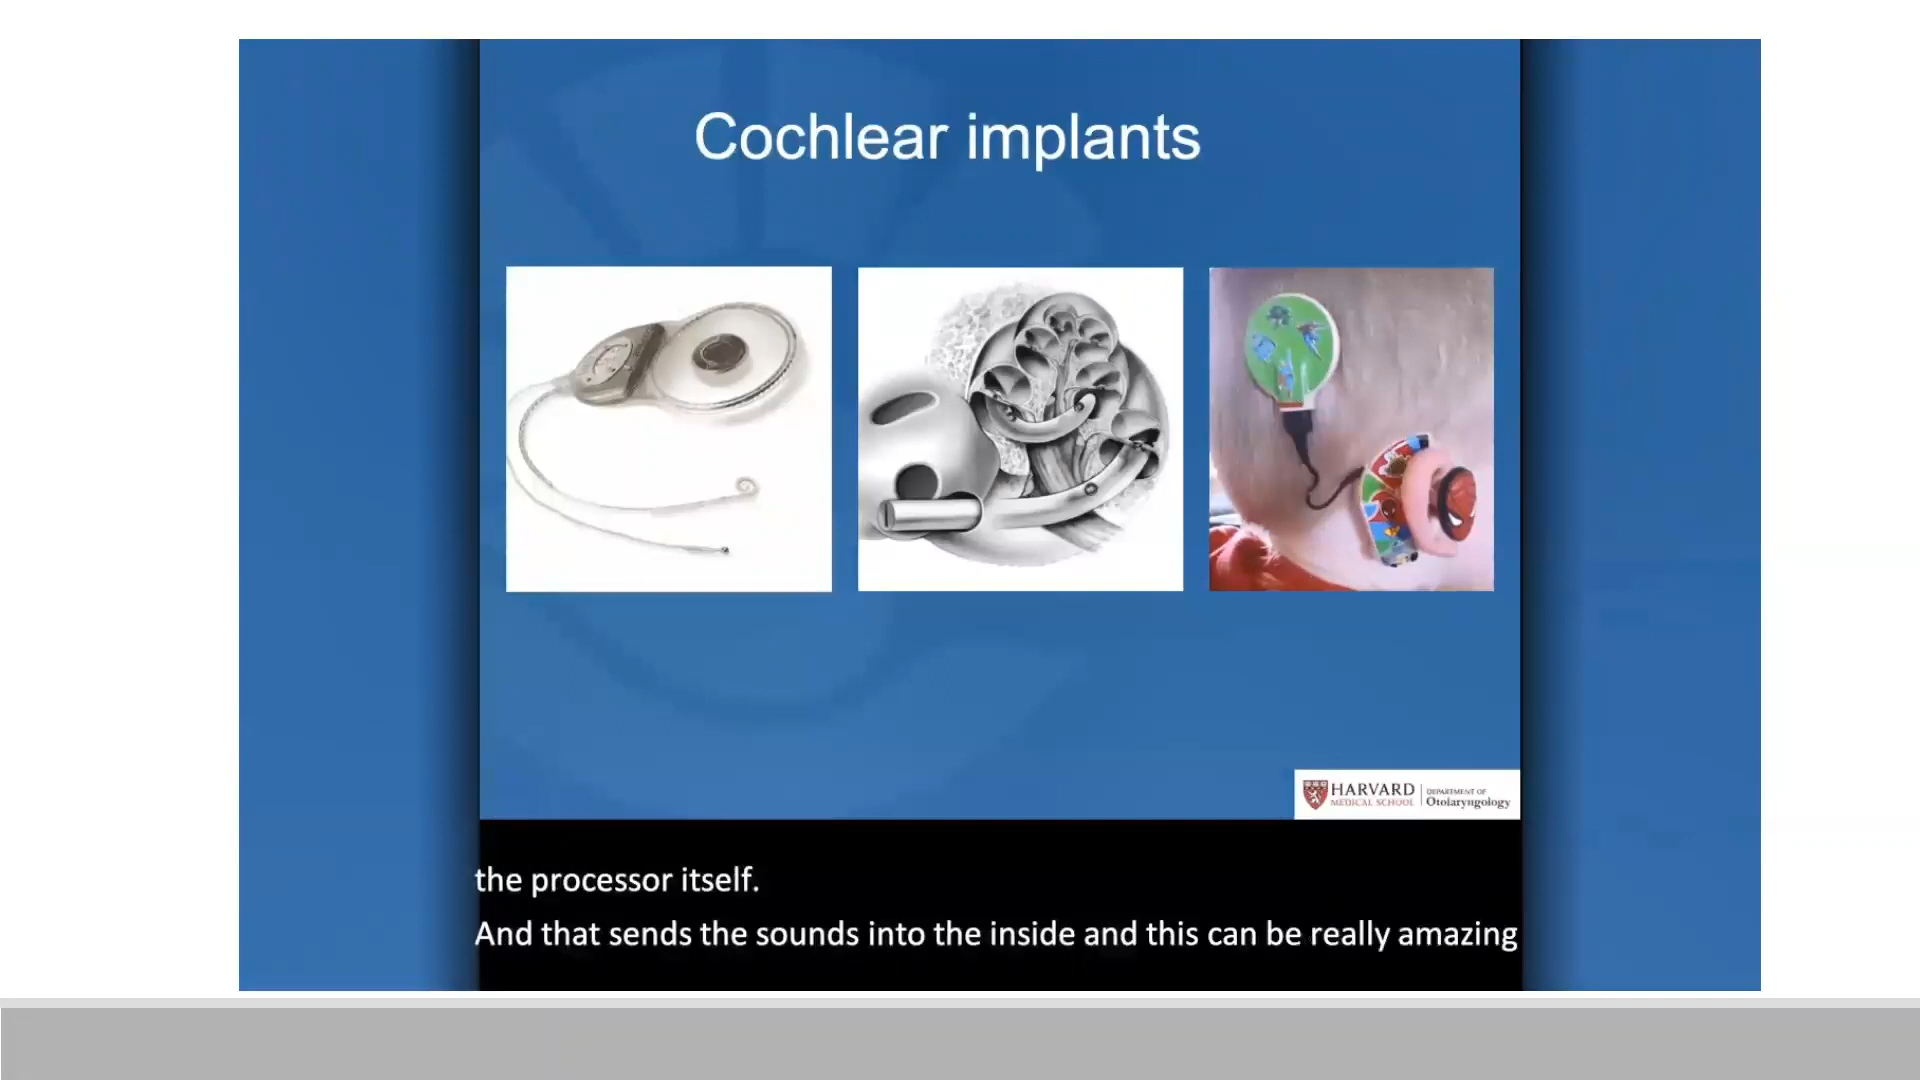 Cochlear implants
HARVARD
MEDICAL SCHOOL
DEPARTMENT OF
Otolaryngology
the processor itself.
And that sends the sounds into the inside and this can be really amazing